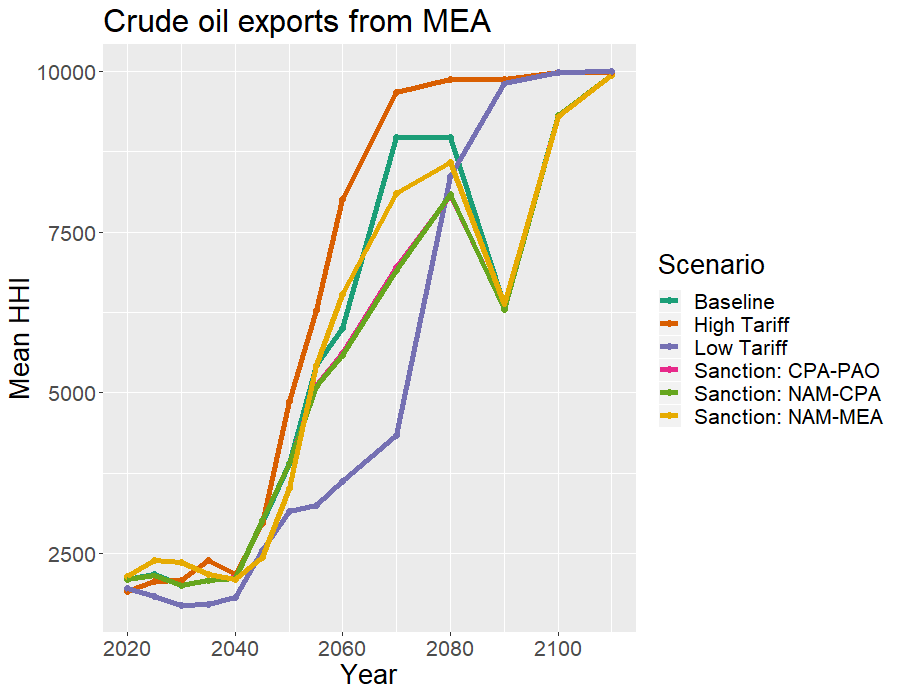 Crude oil exports from MEA
10000
7500
5000
2500
Mean HHI
2020 2040 2060 2080 2100
Year
Scenario
Baseline
High Tariff
Low Tariff
Sanction: CPA-PAO
Sanction: NAM-CPA
Sanction: NAM-MEA